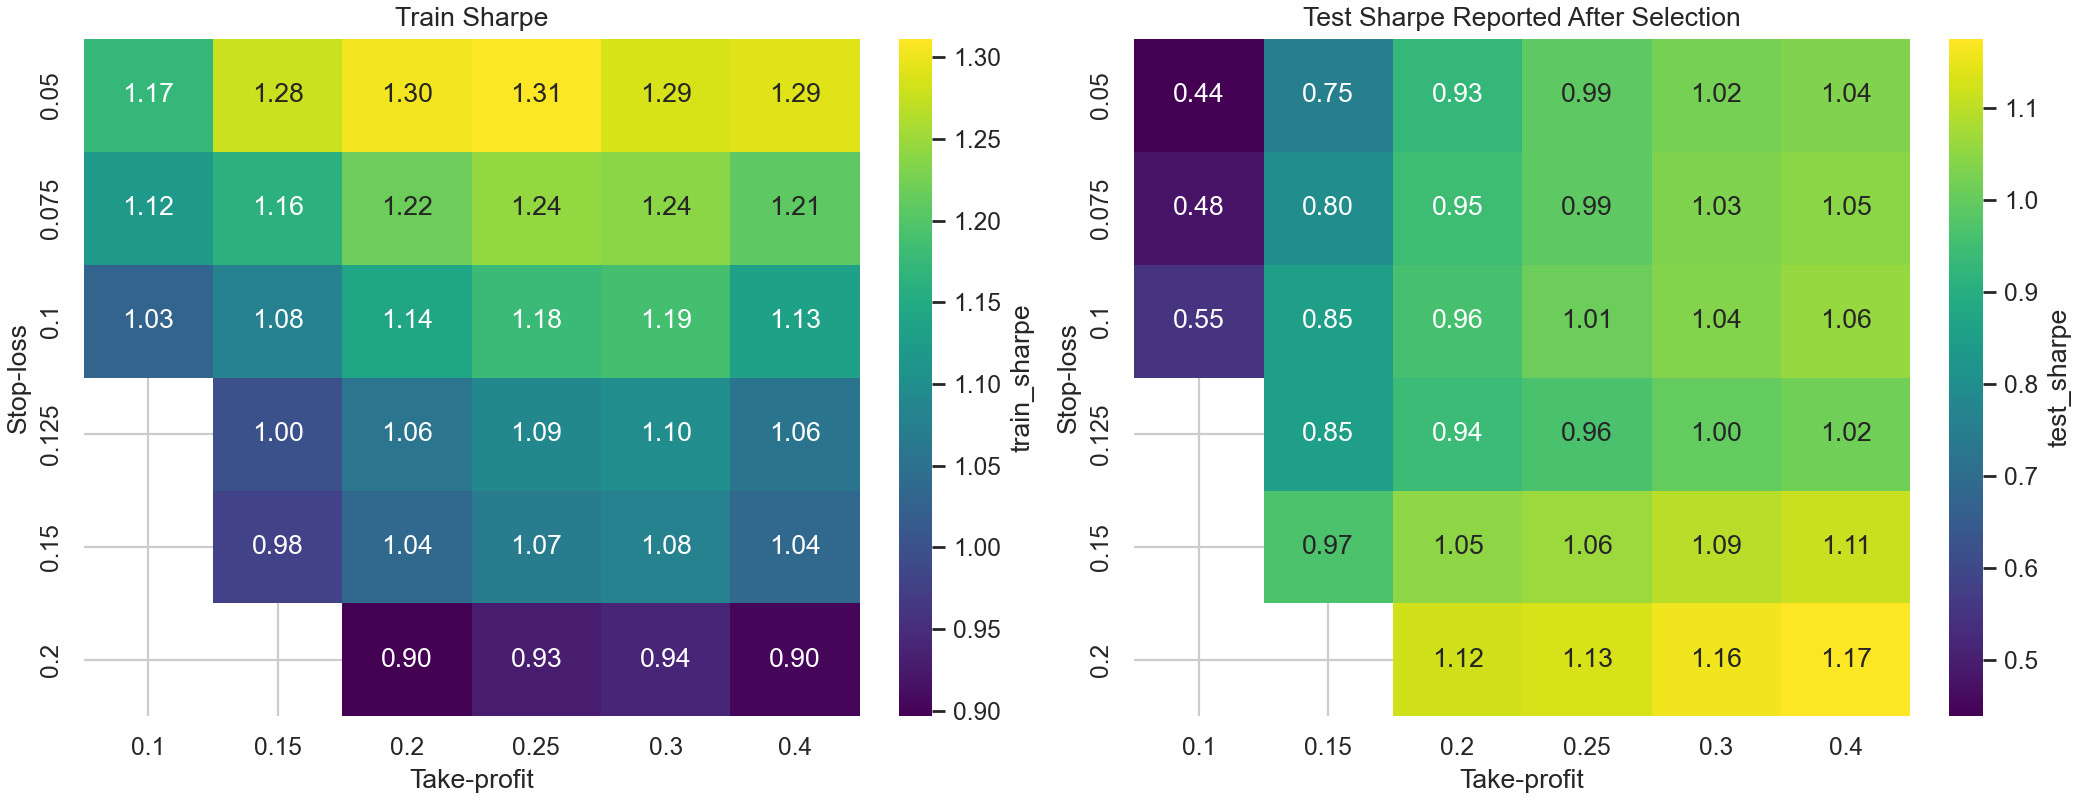 Train Sharpe
Stop-loss
0.05 1.17 1.28 1.30 1.31 1.29 1.29
0.075 1.12 1.16 1.22 1.24 1.24 1.21
0.1 1.03 1.08 1.14 1.18 1.19 1.13
0.125 1.00 1.06 1.09 1.10 1.06
0.15 0.98 1.04 1.07 1.08 1.04
0.2 0.90 0.93 0.94 0.90
0.1 0.15 0.2 0.25 0.3 0.4
Take-profit
1.30
1.25
1.20
1.15
1.10
1.05
1.00
0.95
0.90
train_sharpe
Test Sharpe Reported After Selection
Stop-loss
0.05 0.44 0.75 0.93 0.99 1.02 1.04
0.075 0.48 0.80 0.95 0.99 1.03 1.05
0.1 0.55 0.85 0.96 1.01 1.04 1.06
0.125 0.85 0.94 0.96 1.00 1.02
0.15 0.97 1.05 1.06 1.09 1.11
0.2 1.12 1.13 1.16 1.17
0.1 0.15 0.2 0.25 0.3 0.4
Take-profit
1.1
1.0
0.9
0.8
0.7
0.6
0.5
test_sharpe